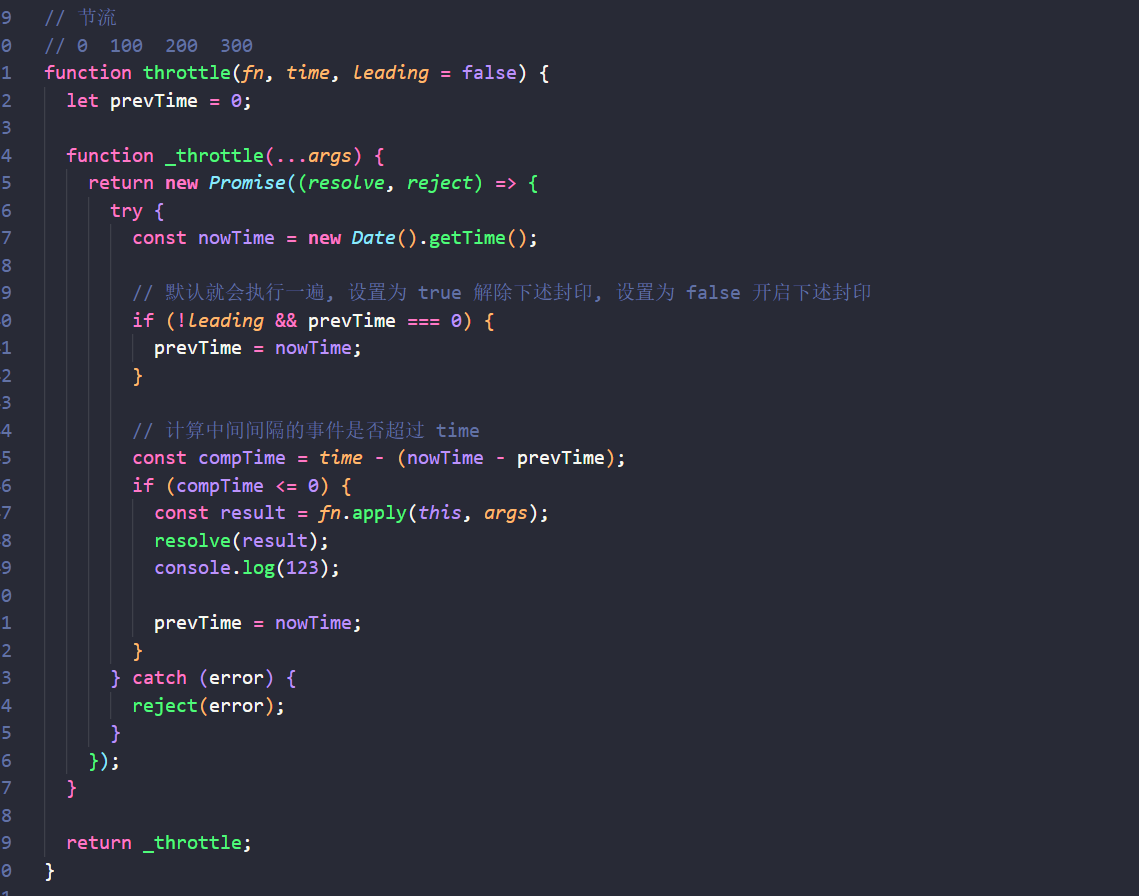 9 // 节流
0 // 0 100 200 300
1 function throttle(fn, time, leading = false) {
2 let prevTime = 0;
3
4 function _throttle(...args) {
5 return new Promise((resolve, reject) => {
6 try {
7 const nowTime = new Date().getTime();
8
9 // 默认就会执行一遍, 设置为 true 解除下述封印, 设置为 false 开启下述封印
0 if (!leading && prevTime === 0) {
1 prevTime = nowTime;
2 }
3
4 // 计算中间间隔的事件是否超过 time
5 const compTime = time - (nowTime - prevTime);
6 if (compTime <= 0) {
7 const result = fn.apply(this, args);
8 resolve(result);
9 console.log(123);
0
1 prevTime = nowTime;
2 }
3 } catch (error) {
4 reject(error);
5 }
6 });
7 }
8
9 return _throttle;
0 }